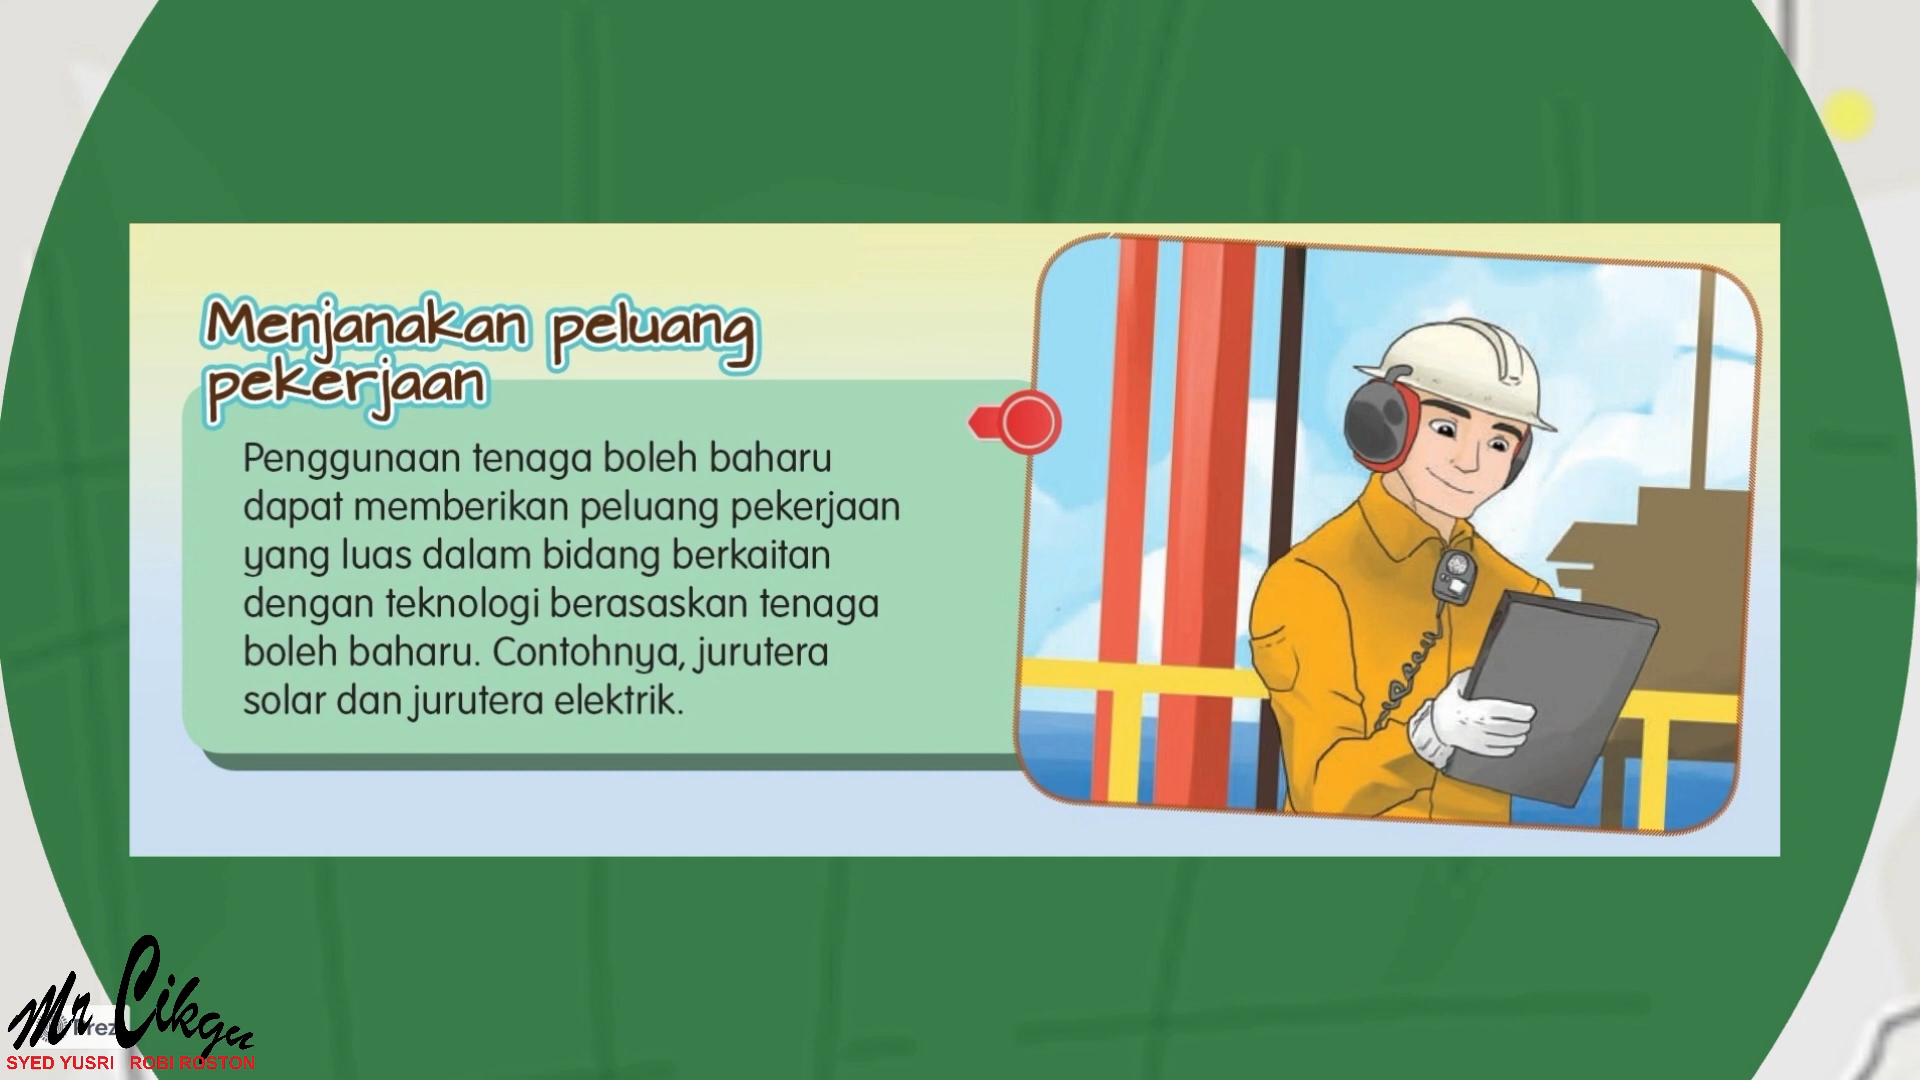 Menjanakan peluang
pekerjaan
Penggunaan tenaga boleh baharu
dapat memberikan peluang pekerjaan
yang luas dalam bidang berkaitan
dengan teknologi berasaskan tenaga
boleh baharu. Contohnya, jurutera
solar dan jurutera elektrik.
Mr Cikgu
SYED YUSRI ROBI ROSTON